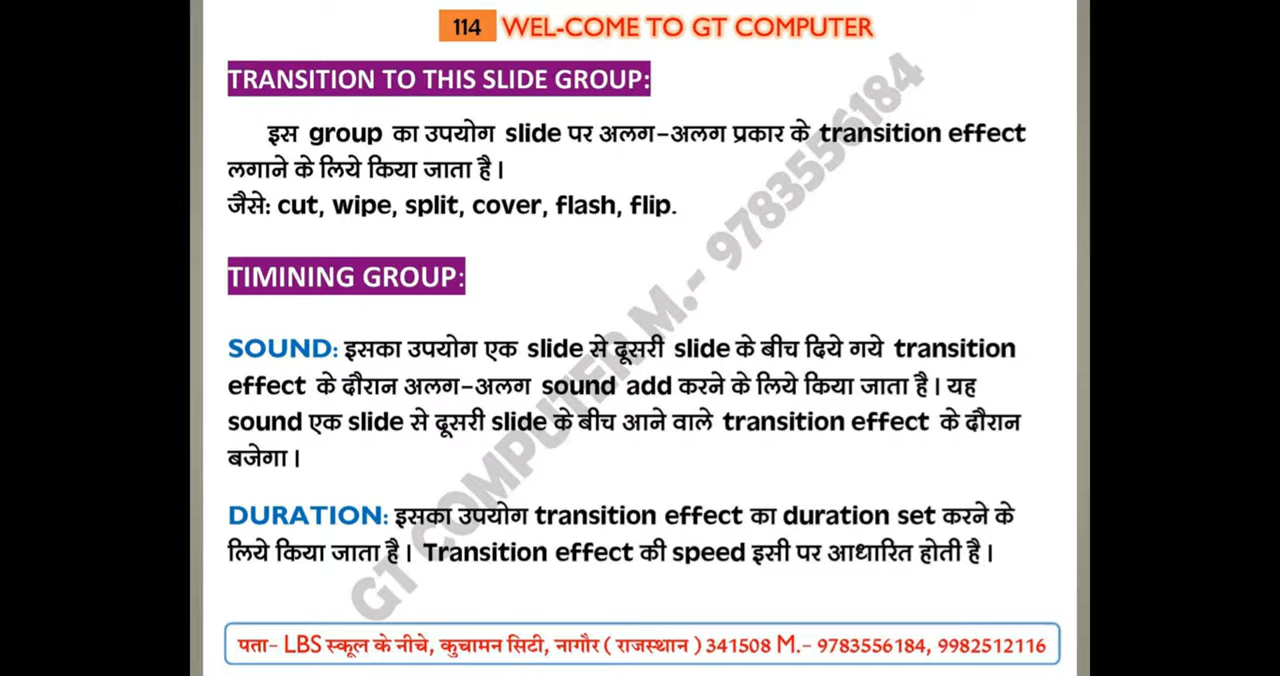 114 WEL-COME TO GT COMPUTER
TRANSITION TO THIS SLIDE GROUP:
इस group का उपयोग slide पर अलग-अलग प्रकार के transition effect
लगाने के लिये किया जाता है।
जैसे: cut, wipe, split, cover, flash, flip.
TIMINING GROUP:
SOUND: इसका उपयोग एक slide से दूसरी slide के बीच दिये गये transition
effect के दौरान अलग-अलग sound add करने के लिये किया जाता है। यह
sound एक slide से दूसरी slide के बीच आने वाले transition effect के दौरान
बजेगा।
DURATION: इसका उपयोग transition effect का duration set करने के
लिये किया जाता है। Transition effect की speed इसी पर आधारित होती है।
GT COMPUTER M.- 9783556184
पता- LBS स्कूल के नीचे, कुचामन सिटी, नागौर ( राजस्थान ) 341508 M.- 9783556184, 9982512116